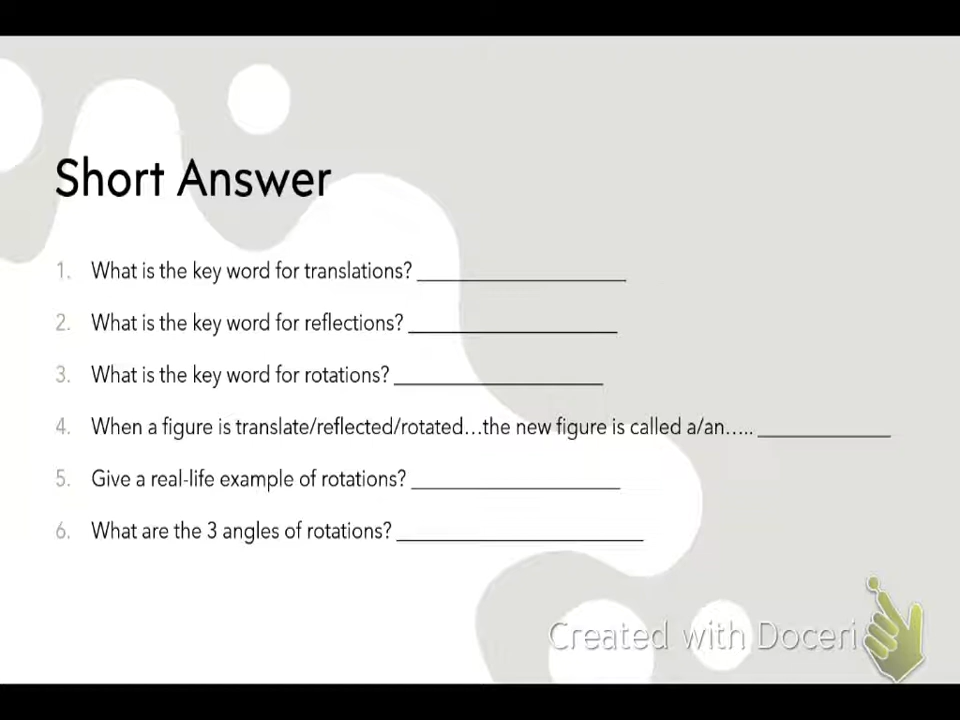 Short Answer
1. What is the key word for translations? ____________________
2. What is the key word for reflections? ____________________
3. What is the key word for rotations? ____________________
4. When a figure is translate/reflected/rotated...the new figure is called a/an..... ____________
5. Give a real-life example of rotations? ____________________
6. What are the 3 angles of rotations? ________________________
Created with Doceri